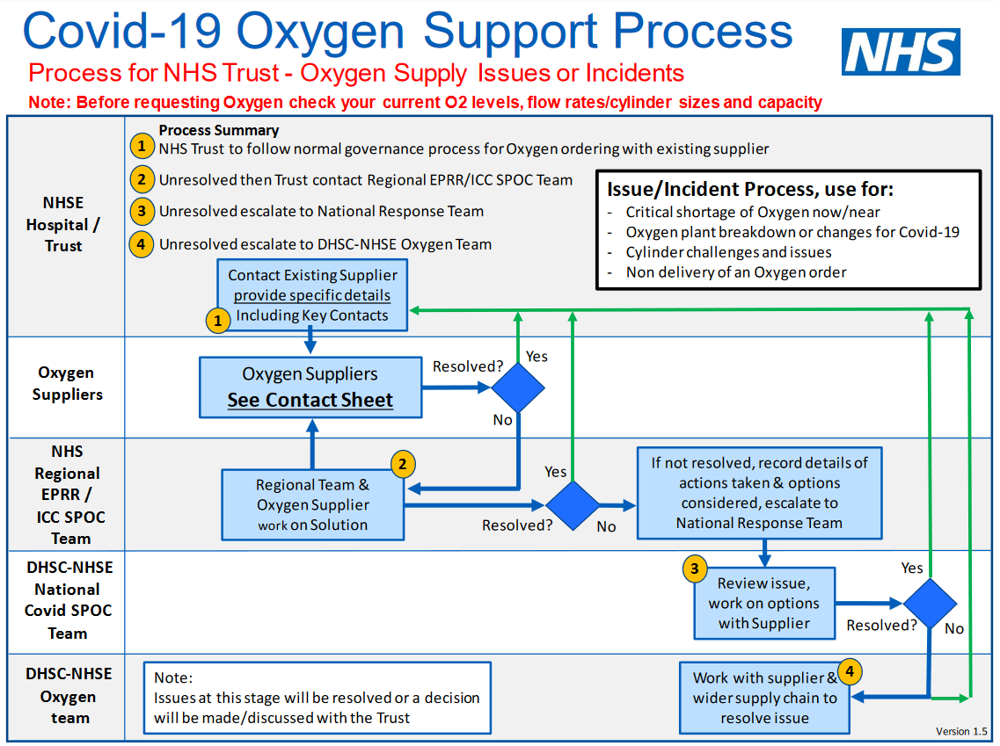 Covid-19 Oxygen Support Process
NHS
Process for NHS Trust - Oxygen Supply Issues or Incidents
Note: Before requesting Oxygen check your current O2 levels, flow rates/cylinder sizes and capacity
NHSE
Hospital /
Trust
Process Summary
1 NHS Trust to follow normal governance process for Oxygen ordering with existing supplier
2 Unresolved then Trust contact Regional EPRR/ICC SPOC Team
3 Unresolved escalate to National Response Team
4 Unresolved escalate to DHSC-NHSE Oxygen Team
Issue/Incident Process, use for:
- Critical shortage of Oxygen now/near
- Oxygen plant breakdown or changes for Covid-19
- Cylinder challenges and issues
- Non delivery of an Oxygen order
Contact Existing Supplier
provide specific details
Including Key Contacts
1
Oxygen
Suppliers
Oxygen Suppliers
See Contact Sheet
Resolved?
Yes
No
NHS
Regional
EPRR /
ICC SPOC
Team
2
Regional Team &
Oxygen Supplier
work on Solution
Yes
Resolved?
No
If not resolved, record details of
actions taken & options
considered, escalate to
National Response Team
DHSC-NHSE
National
Covid SPOC
Team
3
Review issue,
work on options
with Supplier
Yes
Resolved?
No
DHSC-NHSE
Oxygen
team
Note:
Issues at this stage will be resolved or a decision
will be made/discussed with the Trust
4
Work with supplier &
wider supply chain to
resolve issue
Version 1.5